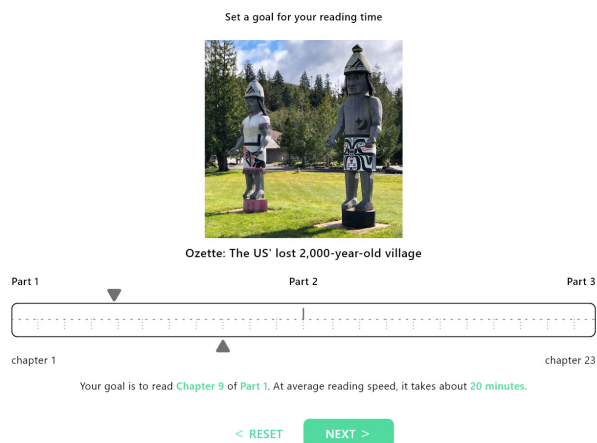 Set a goal for your reading time
Ozette: The US' lost 2,000-year-old village
Part 1 Part 2 Part 3
chapter 1 chapter 23
Your goal is to read Chapter 9 of Part 1. At average reading speed, it takes about 20 minutes.
< RESET NEXT >